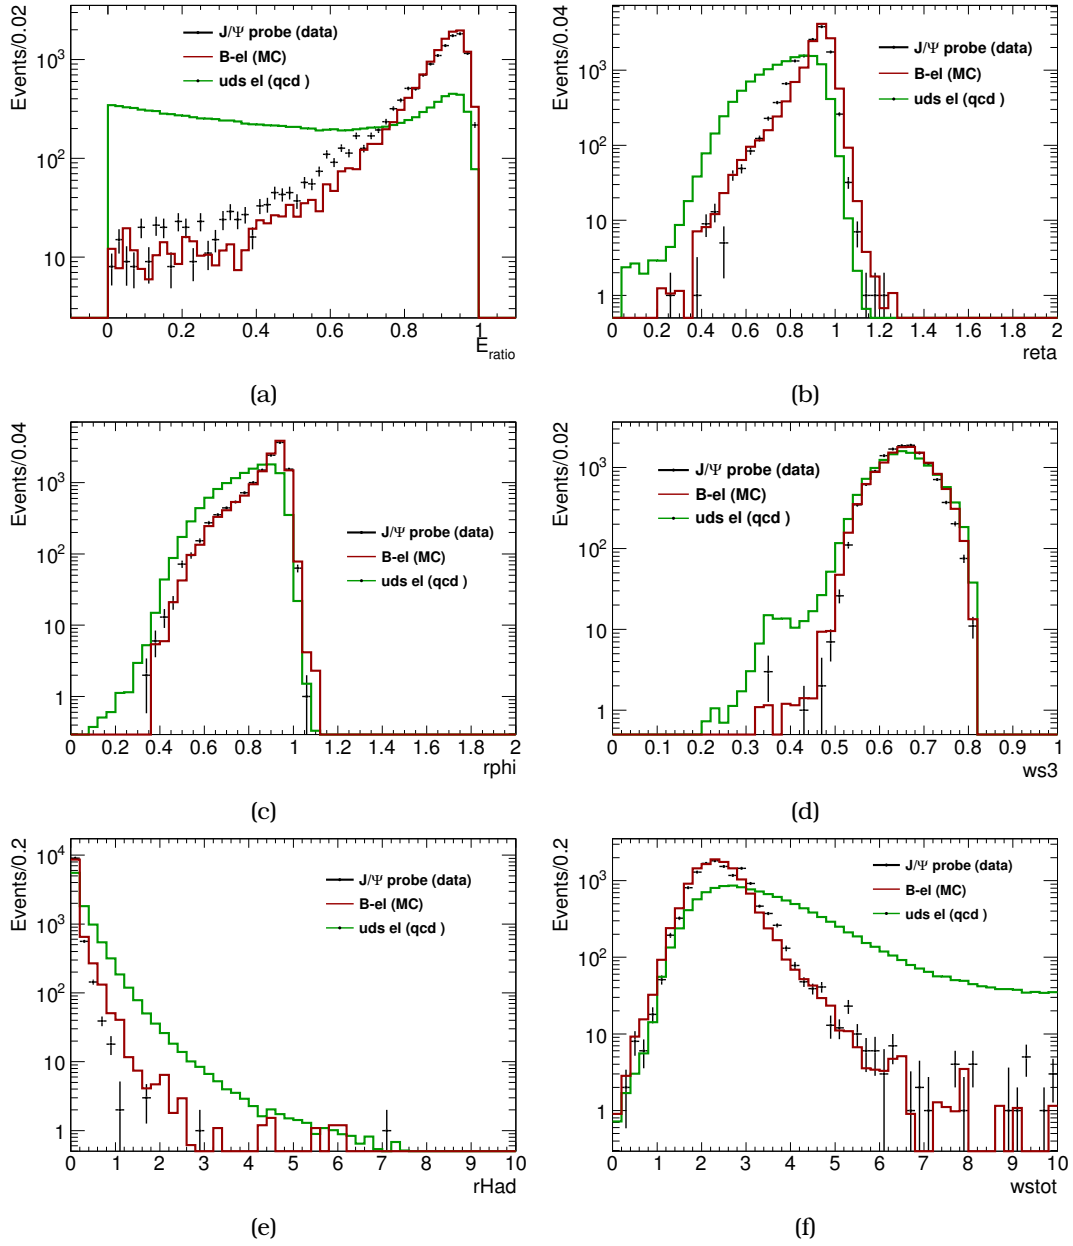 Events/0.02
10³
10²
10
J/Ψ probe (data)
B-el (MC)
uds el (qcd )
0 0.2 0.4 0.6 0.8 1
E_ratio
(a)
Events/0.04
10³
10²
10
1
J/Ψ probe (data)
B-el (MC)
uds el (qcd )
0 0.2 0.4 0.6 0.8 1 1.2 1.4 1.6 1.8 2
reta
(b)
Events/0.04
10³
10²
10
1
J/Ψ probe (data)
B-el (MC)
uds el (qcd )
0 0.2 0.4 0.6 0.8 1 1.2 1.4 1.6 1.8 2
rphi
(c)
Events/0.02
10³
10²
10
1
J/Ψ probe (data)
B-el (MC)
uds el (qcd )
0 0.1 0.2 0.3 0.4 0.5 0.6 0.7 0.8 0.9 1
ws3
(d)
Events/0.2
10⁴
10³
10²
10
1
J/Ψ probe (data)
B-el (MC)
uds el (qcd )
0 1 2 3 4 5 6 7 8 9 10
rHad
(e)
Events/0.2
10³
10²
10
1
J/Ψ probe (data)
B-el (MC)
uds el (qcd )
0 1 2 3 4 5 6 7 8 9 10
wstot
(f)